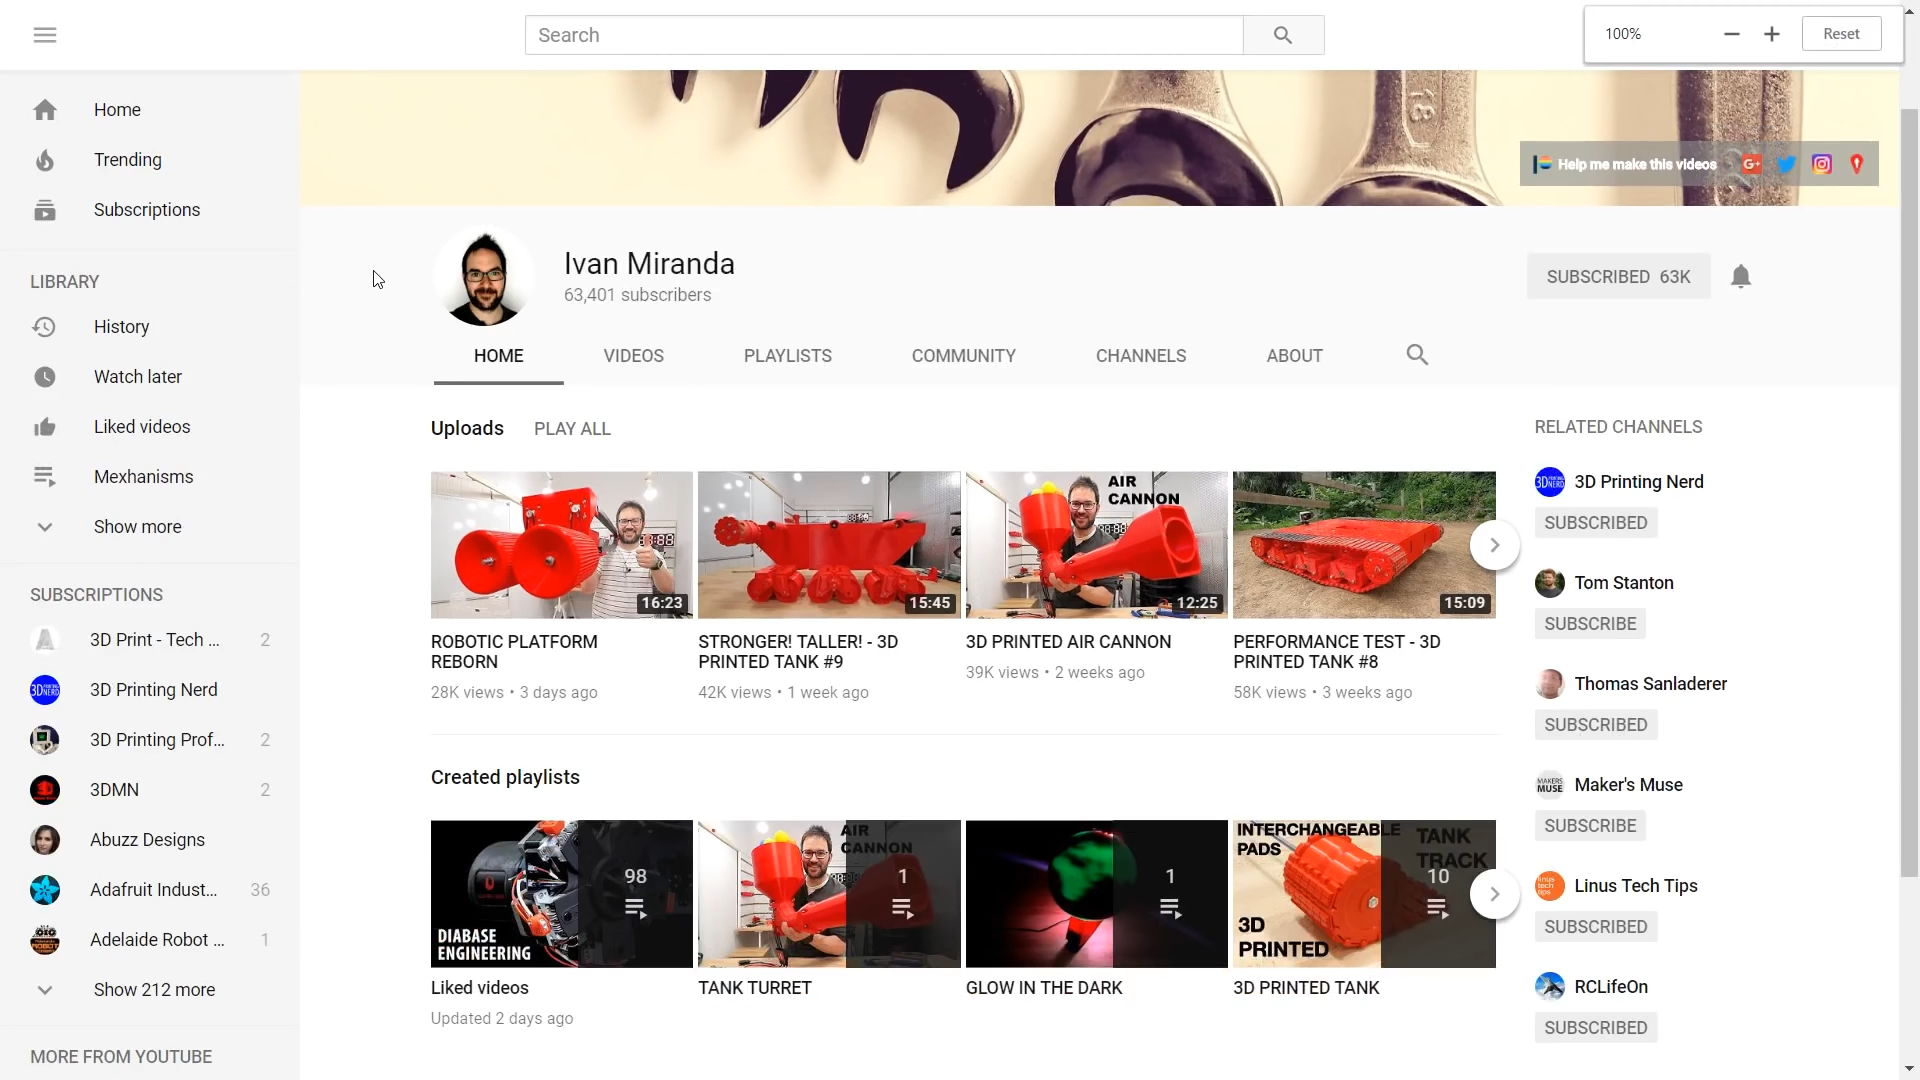 Search
100%
Reset
Home
Trending
Subscriptions
LIBRARY
History
Watch later
Liked videos
Mexhanisms
Show more
SUBSCRIPTIONS
3D Print - Tech ... 2
3D Printing Nerd
3D Printing Prof... 2
3DMN 2
Abuzz Designs
Adafruit Indust... 36
Adelaide Robot ... 1
Show 212 more
MORE FROM YOUTUBE
18
Help me make this videos
G+
Ivan Miranda
63,401 subscribers
SUBSCRIBED 63K
HOME
VIDEOS
PLAYLISTS
COMMUNITY
CHANNELS
ABOUT
Uploads
PLAY ALL
16:23
15:45
AIR
CANNON
12:25
15:09
ROBOTIC PLATFORM
REBORN
28K views • 3 days ago
STRONGER! TALLER! - 3D
PRINTED TANK #9
42K views • 1 week ago
3D PRINTED AIR CANNON
39K views • 2 weeks ago
PERFORMANCE TEST - 3D
PRINTED TANK #8
58K views • 3 weeks ago
Created playlists
DIABASE
ENGINEERING
98
AIR
CANNON
1
1
INTERCHANGEABLE
PADS
TANK
TRACK
10
3D
PRINTED
Liked videos
Updated 2 days ago
TANK TURRET
GLOW IN THE DARK
3D PRINTED TANK
RELATED CHANNELS
3D Printing Nerd
SUBSCRIBED
Tom Stanton
SUBSCRIBE
Thomas Sanladerer
SUBSCRIBED
MAKERS
MUSE
Maker's Muse
SUBSCRIBE
linus
tech
tips
Linus Tech Tips
SUBSCRIBED
RCLifeOn
SUBSCRIBED